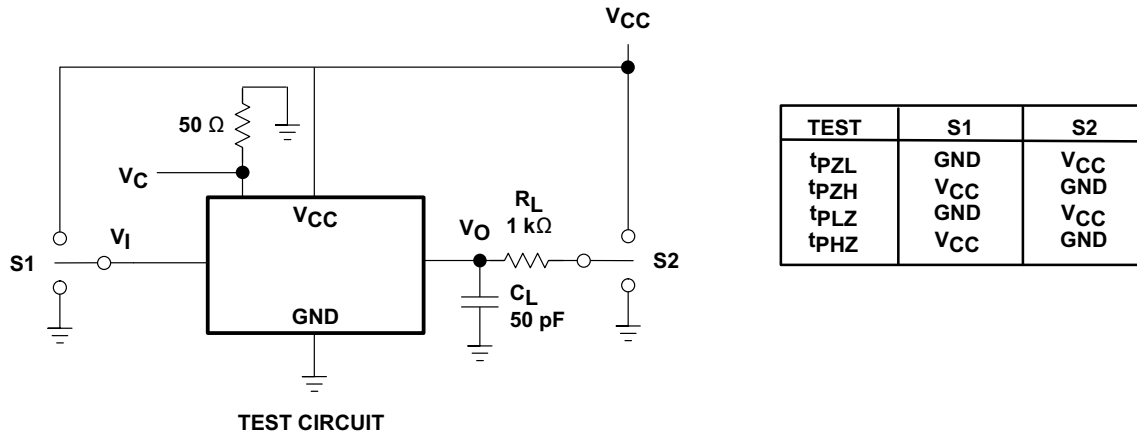 VCC
50 Ω
VC
VCC
RL
1 kΩ
VI
VO
S1
S2
CL
50 pF
GND
TEST CIRCUIT
TEST S1 S2
tPZL GND VCC
tPZH VCC GND
tPLZ GND VCC
tPHZ VCC GND